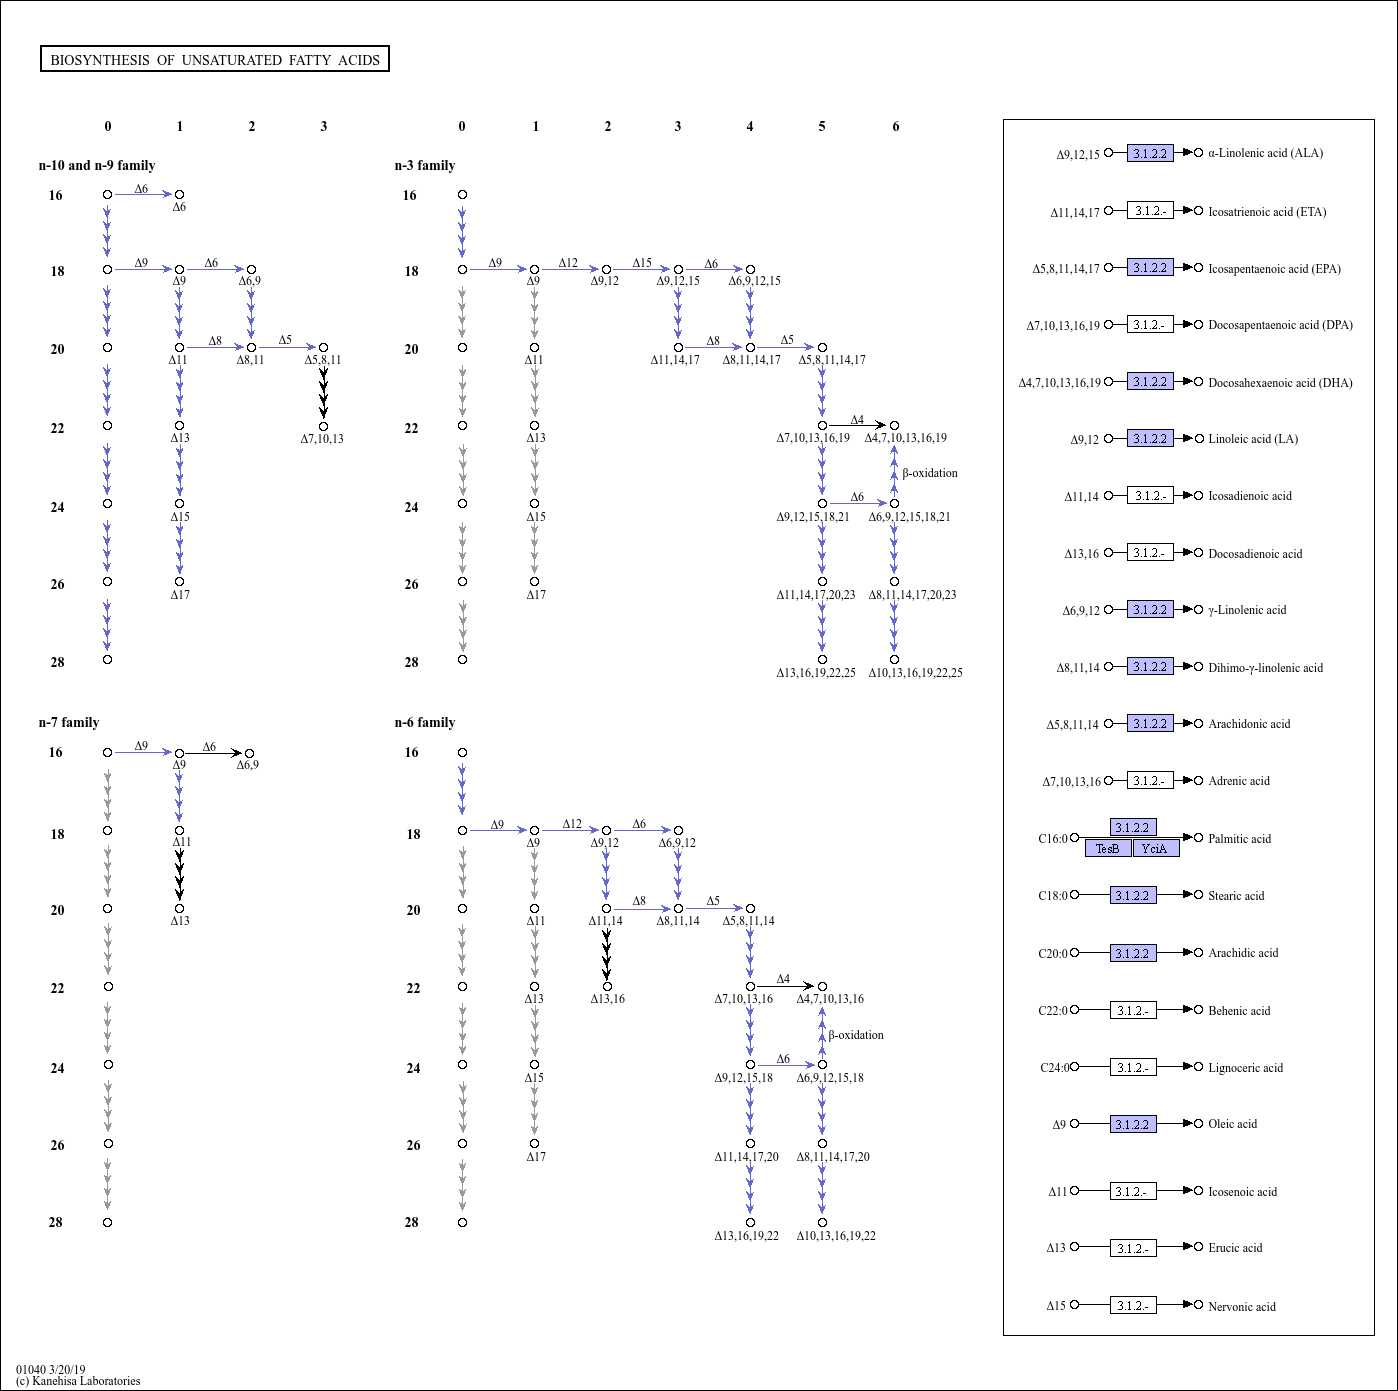 BIOSYNTHESIS OF UNSATURATED FATTY ACIDS
0 1 2 3
n-10 and n-9 family
16 Δ6
Δ6
18 Δ9 Δ6
Δ9 Δ6,9
20 Δ8 Δ5
Δ11 Δ8,11 Δ5,8,11
22
Δ13 Δ7,10,13
24
Δ15
26
Δ17
28
0 1 2 3 4 5 6
n-3 family
16
18 Δ9 Δ12 Δ15 Δ6
Δ9 Δ9,12 Δ9,12,15 Δ6,9,12,15
20 Δ8 Δ5
Δ11 Δ11,14,17 Δ8,11,14,17 Δ5,8,11,14,17
22 Δ4
Δ13 Δ7,10,13,16,19 Δ4,7,10,13,16,19
β-oxidation
24 Δ6
Δ15 Δ9,12,15,18,21 Δ6,9,12,15,18,21
26
Δ17 Δ11,14,17,20,23 Δ8,11,14,17,20,23
28
Δ13,16,19,22,25 Δ10,13,16,19,22,25
n-7 family
16 Δ9 Δ6
Δ9 Δ6,9
18
Δ11
20
Δ13
22
24
26
28
n-6 family
16
18 Δ9 Δ12 Δ6
Δ9 Δ9,12 Δ6,9,12
20 Δ8 Δ5
Δ11 Δ11,14 Δ8,11,14 Δ5,8,11,14
22 Δ4
Δ13 Δ13,16 Δ7,10,13,16 Δ4,7,10,13,16
β-oxidation
24 Δ6
Δ15 Δ9,12,15,18 Δ6,9,12,15,18
26
Δ17 Δ11,14,17,20 Δ8,11,14,17,20
28
Δ13,16,19,22 Δ10,13,16,19,22
Δ9,12,15 3.1.2.2 α-Linolenic acid (ALA)
Δ11,14,17 3.1.2.- Icosatrienoic acid (ETA)
Δ5,8,11,14,17 3.1.2.2 Icosapentaenoic acid (EPA)
Δ7,10,13,16,19 3.1.2.- Docosapentaenoic acid (DPA)
Δ4,7,10,13,16,19 3.1.2.2 Docosahexaenoic acid (DHA)
Δ9,12 3.1.2.2 Linoleic acid (LA)
Δ11,14 3.1.2.- Icosadienoic acid
Δ13,16 3.1.2.- Docosadienoic acid
Δ6,9,12 3.1.2.2 γ-Linolenic acid
Δ8,11,14 3.1.2.2 Dihimo-γ-linolenic acid
Δ5,8,11,14 3.1.2.2 Arachidonic acid
Δ7,10,13,16 3.1.2.- Adrenic acid
3.1.2.2
C16:0 Palmitic acid
TesB YciA
C18:0 3.1.2.2 Stearic acid
C20:0 3.1.2.2 Arachidic acid
C22:0 3.1.2.- Behenic acid
C24:0 3.1.2.- Lignoceric acid
Δ9 3.1.2.2 Oleic acid
Δ11 3.1.2.- Icosenoic acid
Δ13 3.1.2.- Erucic acid
Δ15 3.1.2.- Nervonic acid
01040 3/20/19
(c) Kanehisa Laboratories